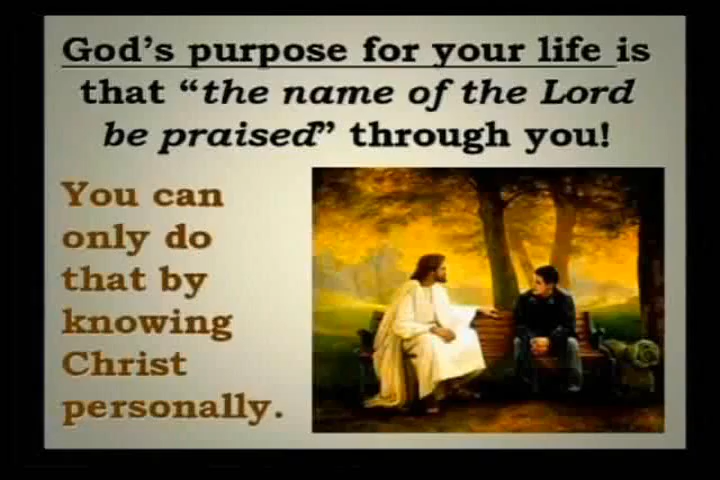 God's purpose for your life is
that “the name of the Lord
be praised” through you!
You can
only do
that by
knowing
Christ
personally.